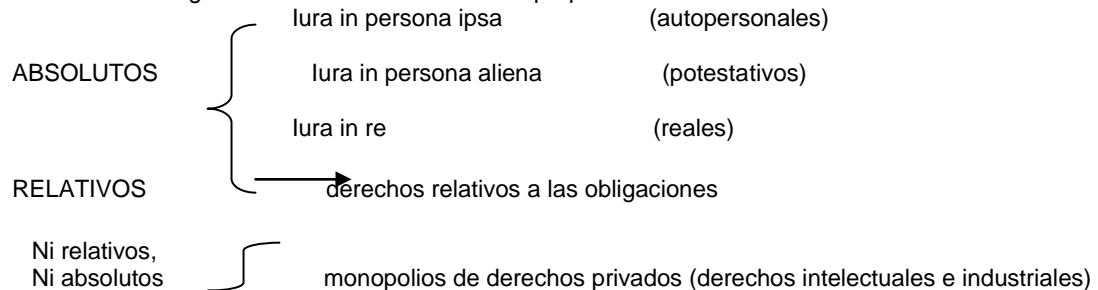 Iura in persona ipsa (autopersonales)
ABSOLUTOS Iura in persona aliena (potestativos)
Iura in re (reales)
RELATIVOS derechos relativos a las obligaciones
Ni relativos,
Ni absolutos monopolios de derechos privados (derechos intelectuales e industriales)